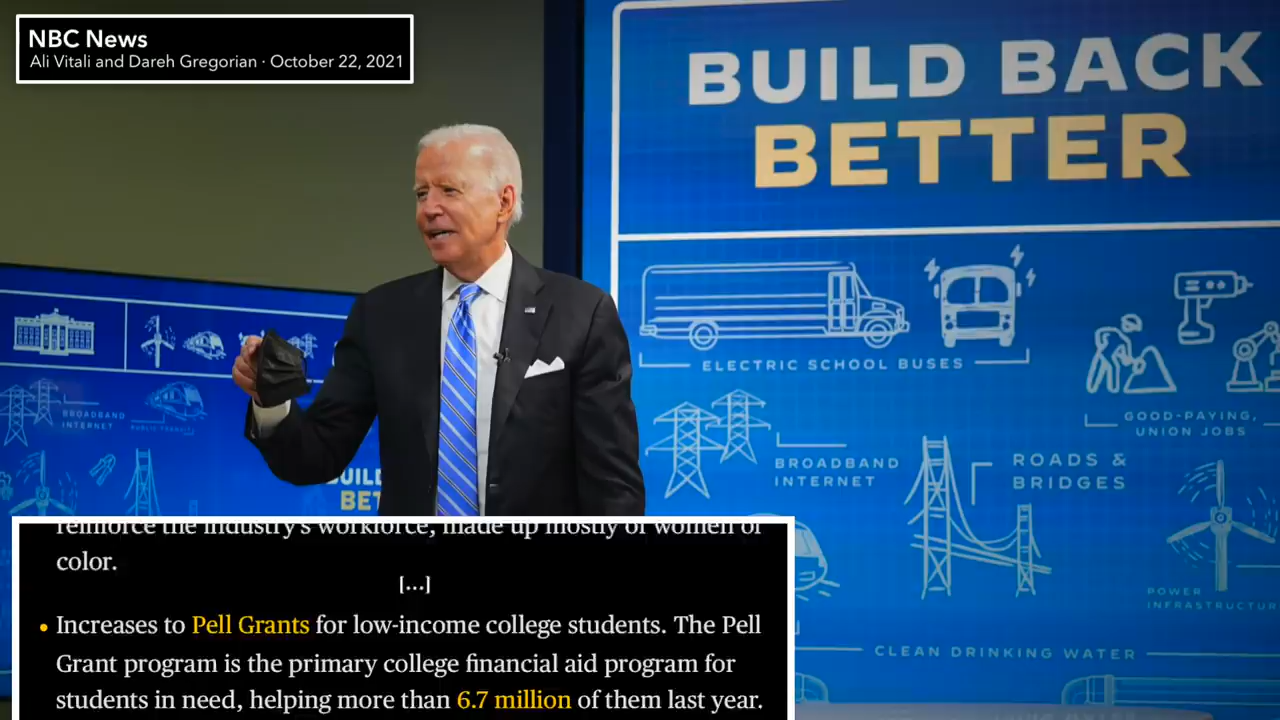 NBC News
Ali Vitali and Dareh Gregorian · October 22, 2021
BUILD BACK
BETTER
ELECTRIC SCHOOL BUSES
GOOD-PAYING,
UNION JOBS
BROADBAND
INTERNET
ROADS &
BRIDGES
POWER
INFRASTRUCTUR
CLEAN DRINKING WATER
BROADBAND
INTERNET
PUBLIC TRANSIT
BUILD
BET
reinforce the industry's workforce, made up mostly of women of
color.
[...]
• Increases to Pell Grants for low-income college students. The Pell
Grant program is the primary college financial aid program for
students in need, helping more than 6.7 million of them last year.